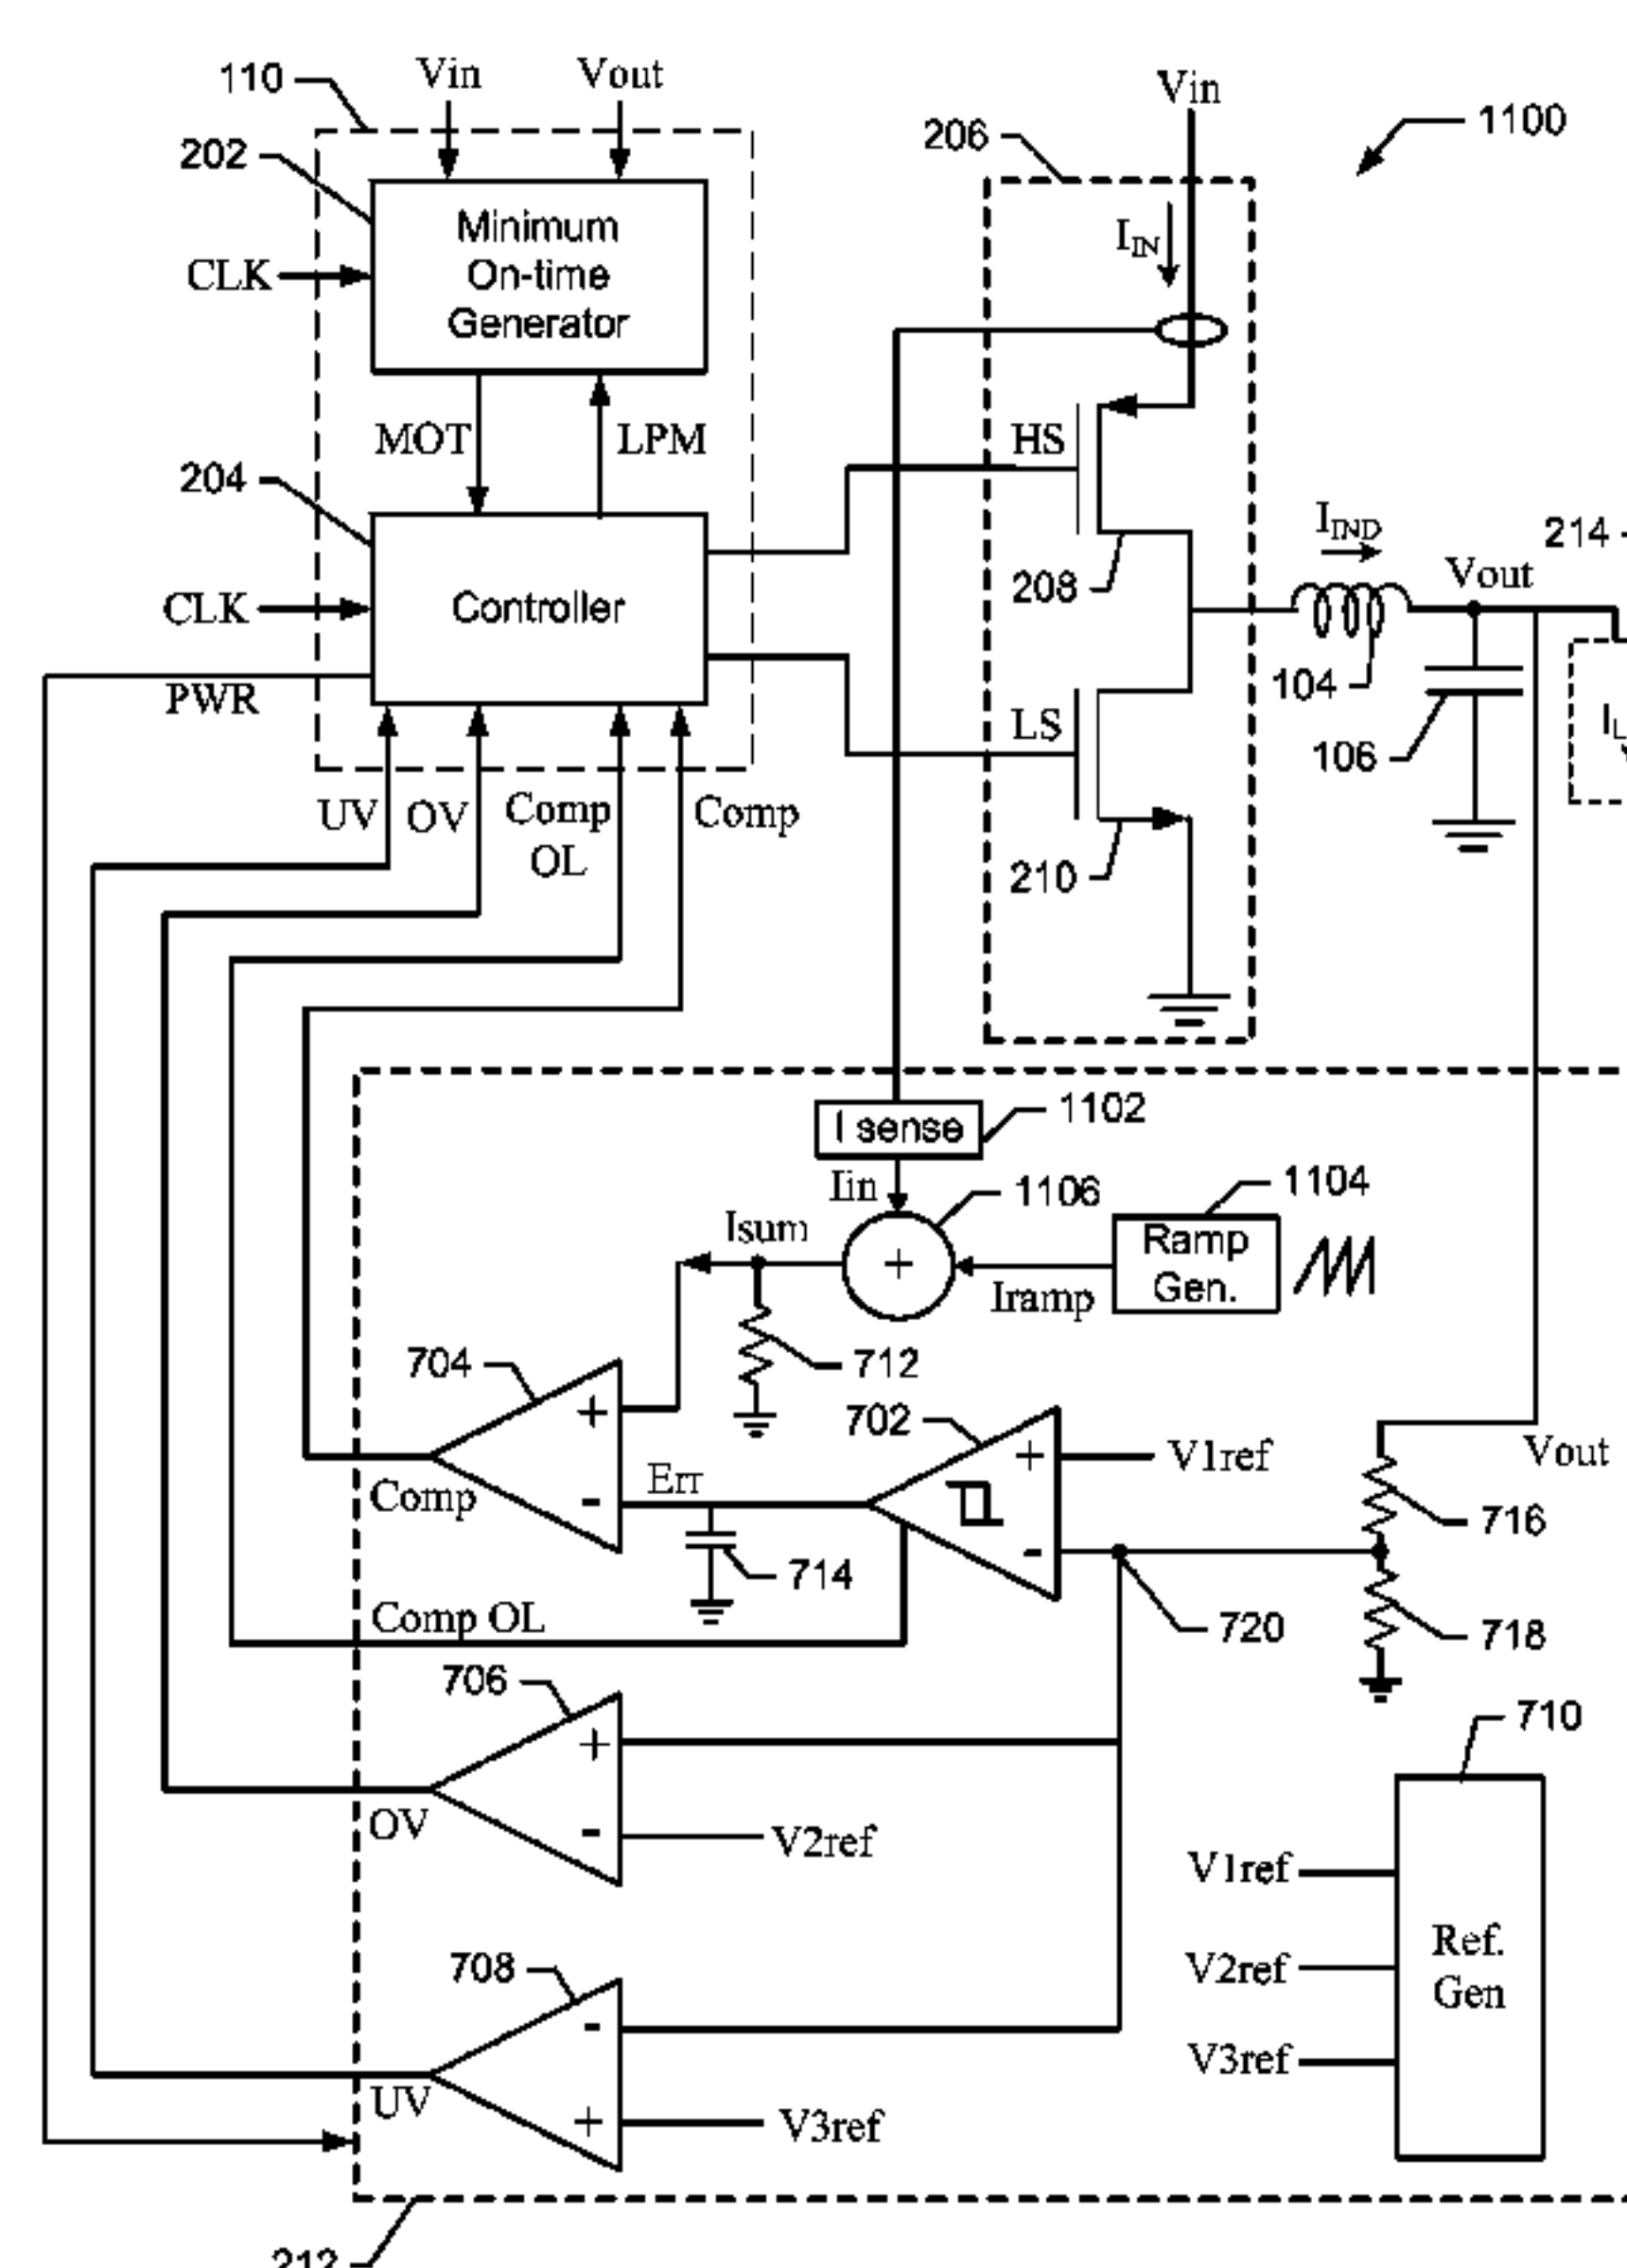 110
Vin
Vout
Vin
1100
206
202
Minimum
On-time
Generator
CLK
I_IN
MOT
LPM
HS
204
I_IND
214
Vout
208
CLK
Controller
104
PWR
LS
106
UV
OV
Comp
OL
Comp
210
I sense
1102
Iin
1106
1104
Isum
Ramp
Gen.
+
Iramp
704
712
+
702
+
V1ref
Vout
Err
Comp
-
716
-
714
Comp OL
720
718
706
+
710
OV
-
V2ref
V1ref
Ref.
Gen
708
V2ref
-
V3ref
UV
+
V3ref
212